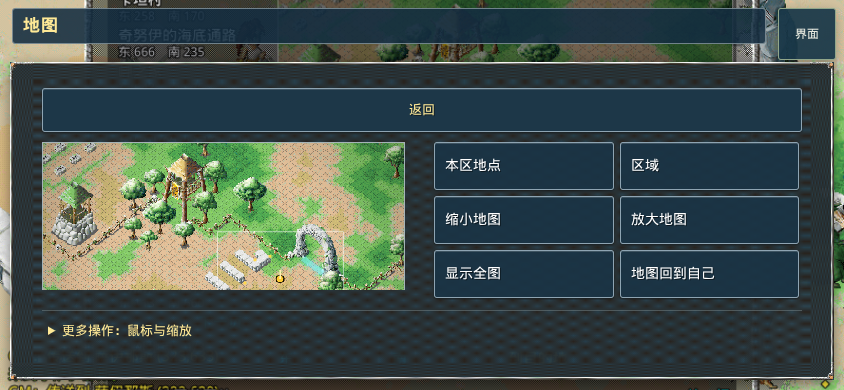 地图
奇努伊的海底通路
东 666 南 235
界面
返回
本区地点
区域
缩小地图
放大地图
显示全图
地图回到自己
▶ 更多操作：鼠标与缩放